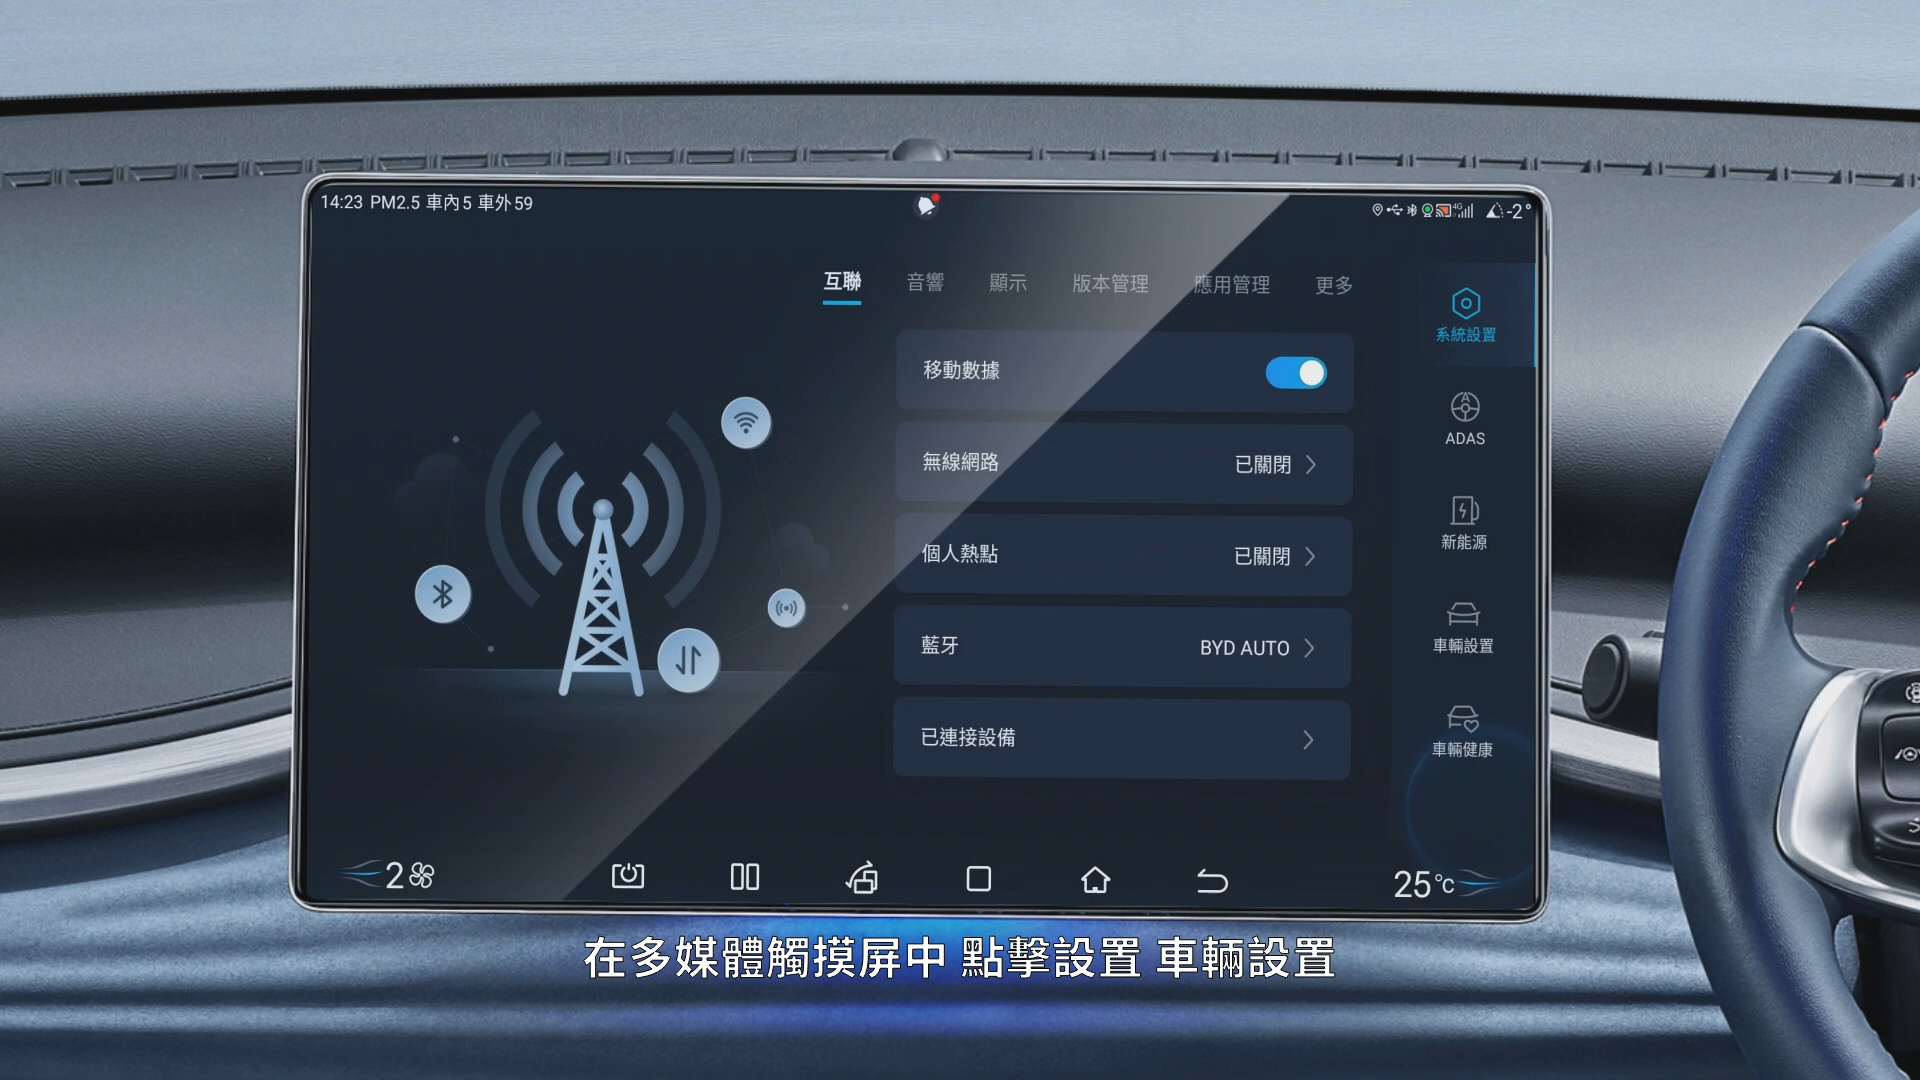 14:23 PM2.5 車內5 車外59
4G
-2°
互聯 音響 顯示 版本管理 應用管理 更多
移動數據
無線網路 已關閉
個人熱點 已關閉
藍牙 BYD AUTO
已連接設備
系統設置
ADAS
新能源
車輛設置
車輛健康
2
25℃
在多媒體觸摸屏中 點擊設置 車輛設置